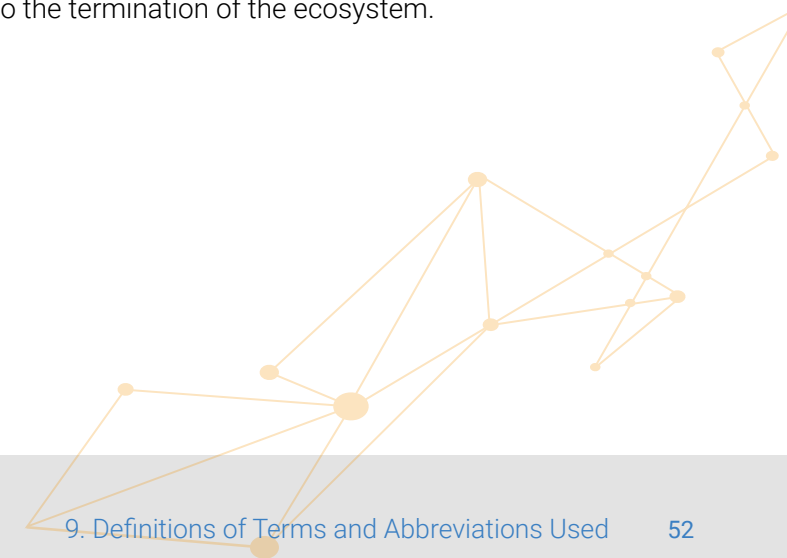 o the termination of the ecosystem.
9. Definitions of Terms and Abbreviations Used 52